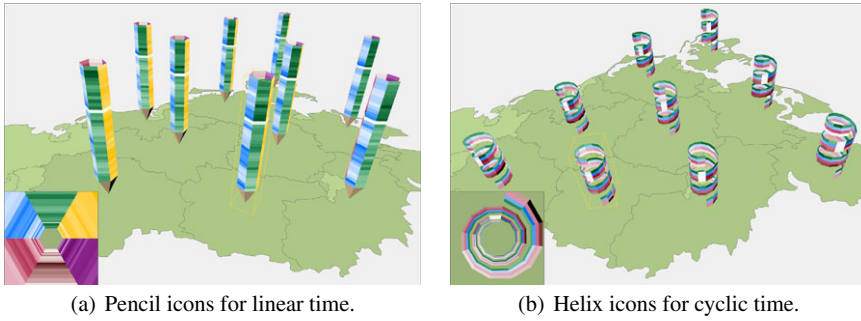 (a) Pencil icons for linear time.
(b) Helix icons for cyclic time.